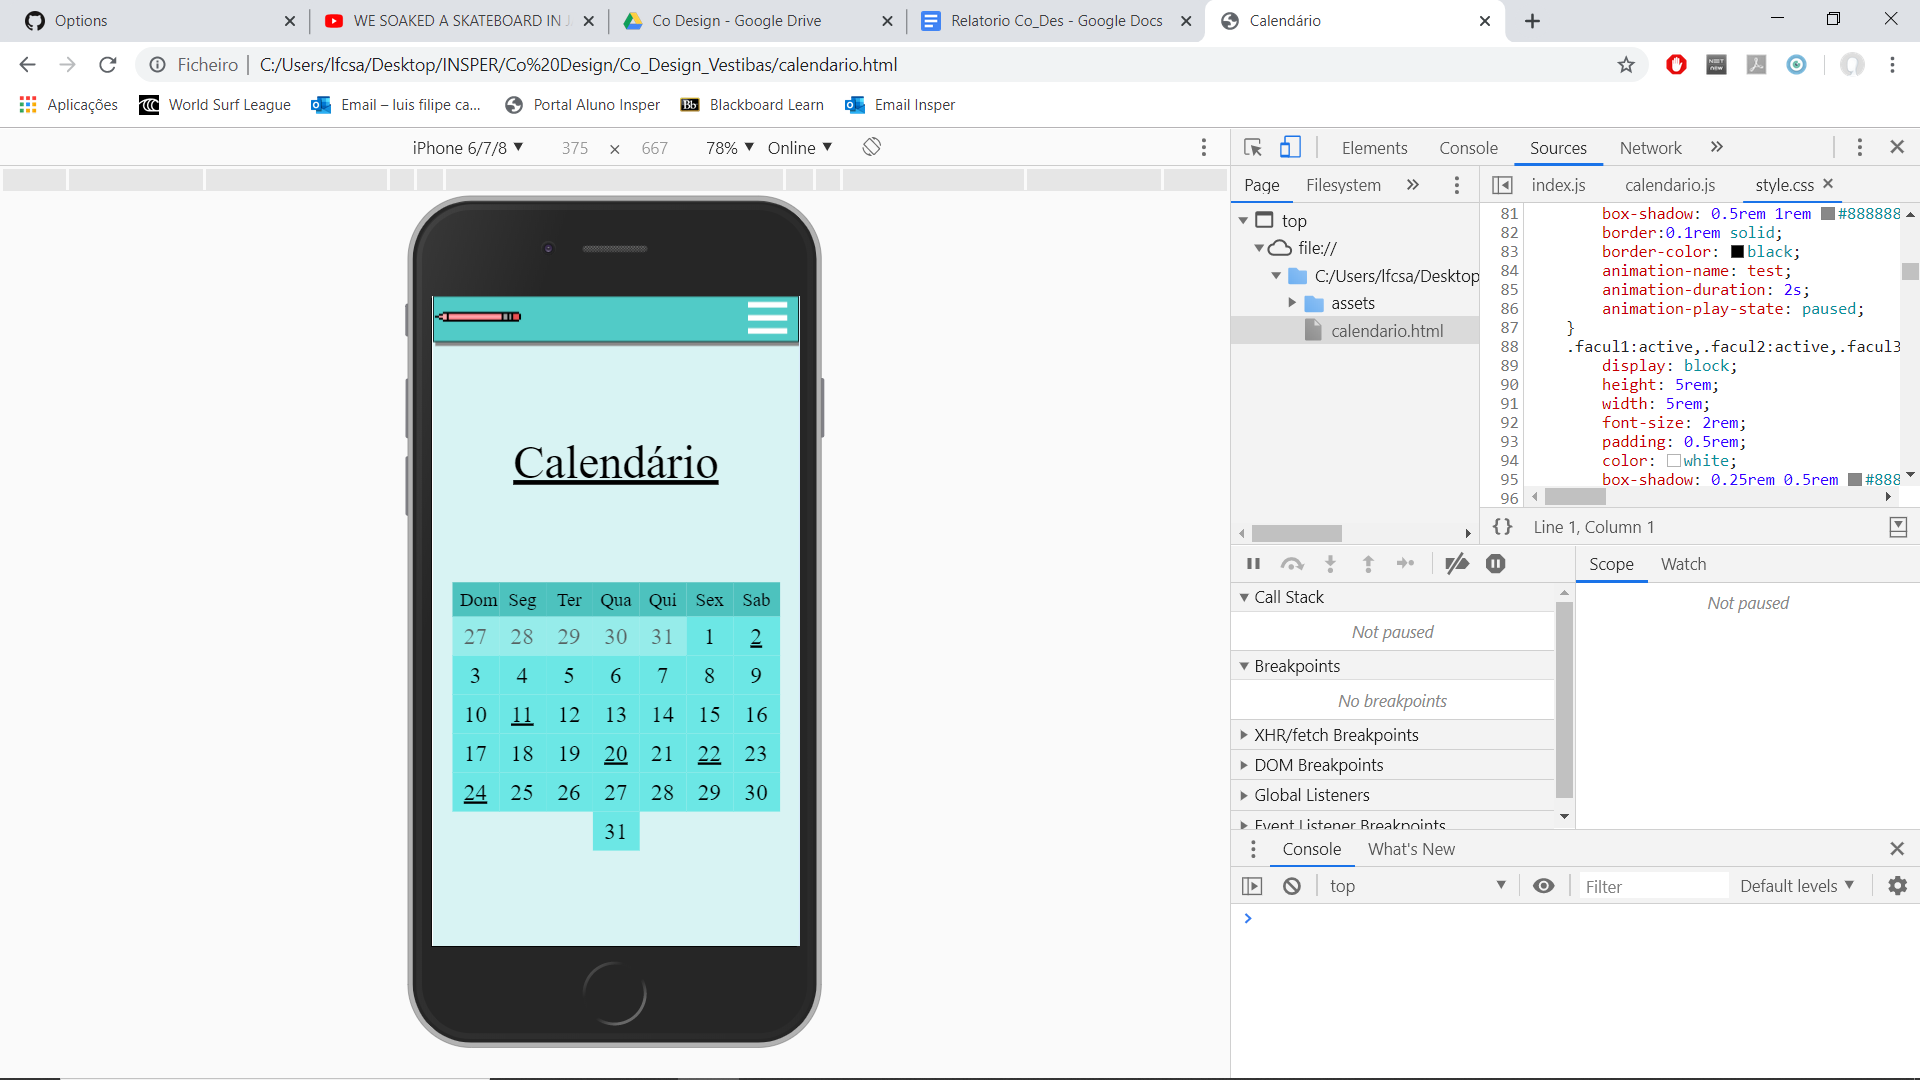 Options
WE SOAKED A SKATEBOARD IN
Co Design - Google Drive
Relatorio Co_Des - Google Docs
Calendário
Ficheiro
C:/Users/lfcsa/Desktop/INSPER/Co%20Design/Co_Design_Vestibas/calendario.html
Aplicações
World Surf League
Email – luis filipe ca...
Portal Aluno Insper
Bb
Blackboard Learn
Email Insper
iPhone 6/7/8
375 × 667
78%
Online
Elements
Console
Sources
Network
Page
Filesystem
index.js
calendario.js
style.css
top
file://
C:/Users/lfcsa/Desktop
assets
calendario.html
81 box-shadow: 0.5rem 1rem #888888
82 border:0.1rem solid;
83 border-color: black;
84 animation-name: test;
85 animation-duration: 2s;
86 animation-play-state: paused;
87 }
88 .facul1:active,.facul2:active,.facul3
89 display: block;
90 height: 5rem;
91 width: 5rem;
92 font-size: 2rem;
93 padding: 0.5rem;
94 color: white;
95 box-shadow: 0.25rem 0.5rem #888
96
{} Line 1, Column 1
Calendário
Dom Seg Ter Qua Qui Sex Sab
27 28 29 30 31 1 2
3 4 5 6 7 8 9
10 11 12 13 14 15 16
17 18 19 20 21 22 23
24 25 26 27 28 29 30
31
Scope
Watch
Not paused
Call Stack
Not paused
Breakpoints
No breakpoints
XHR/fetch Breakpoints
DOM Breakpoints
Global Listeners
Event Listener Breakpoints
Console
What's New
top
Filter
Default levels